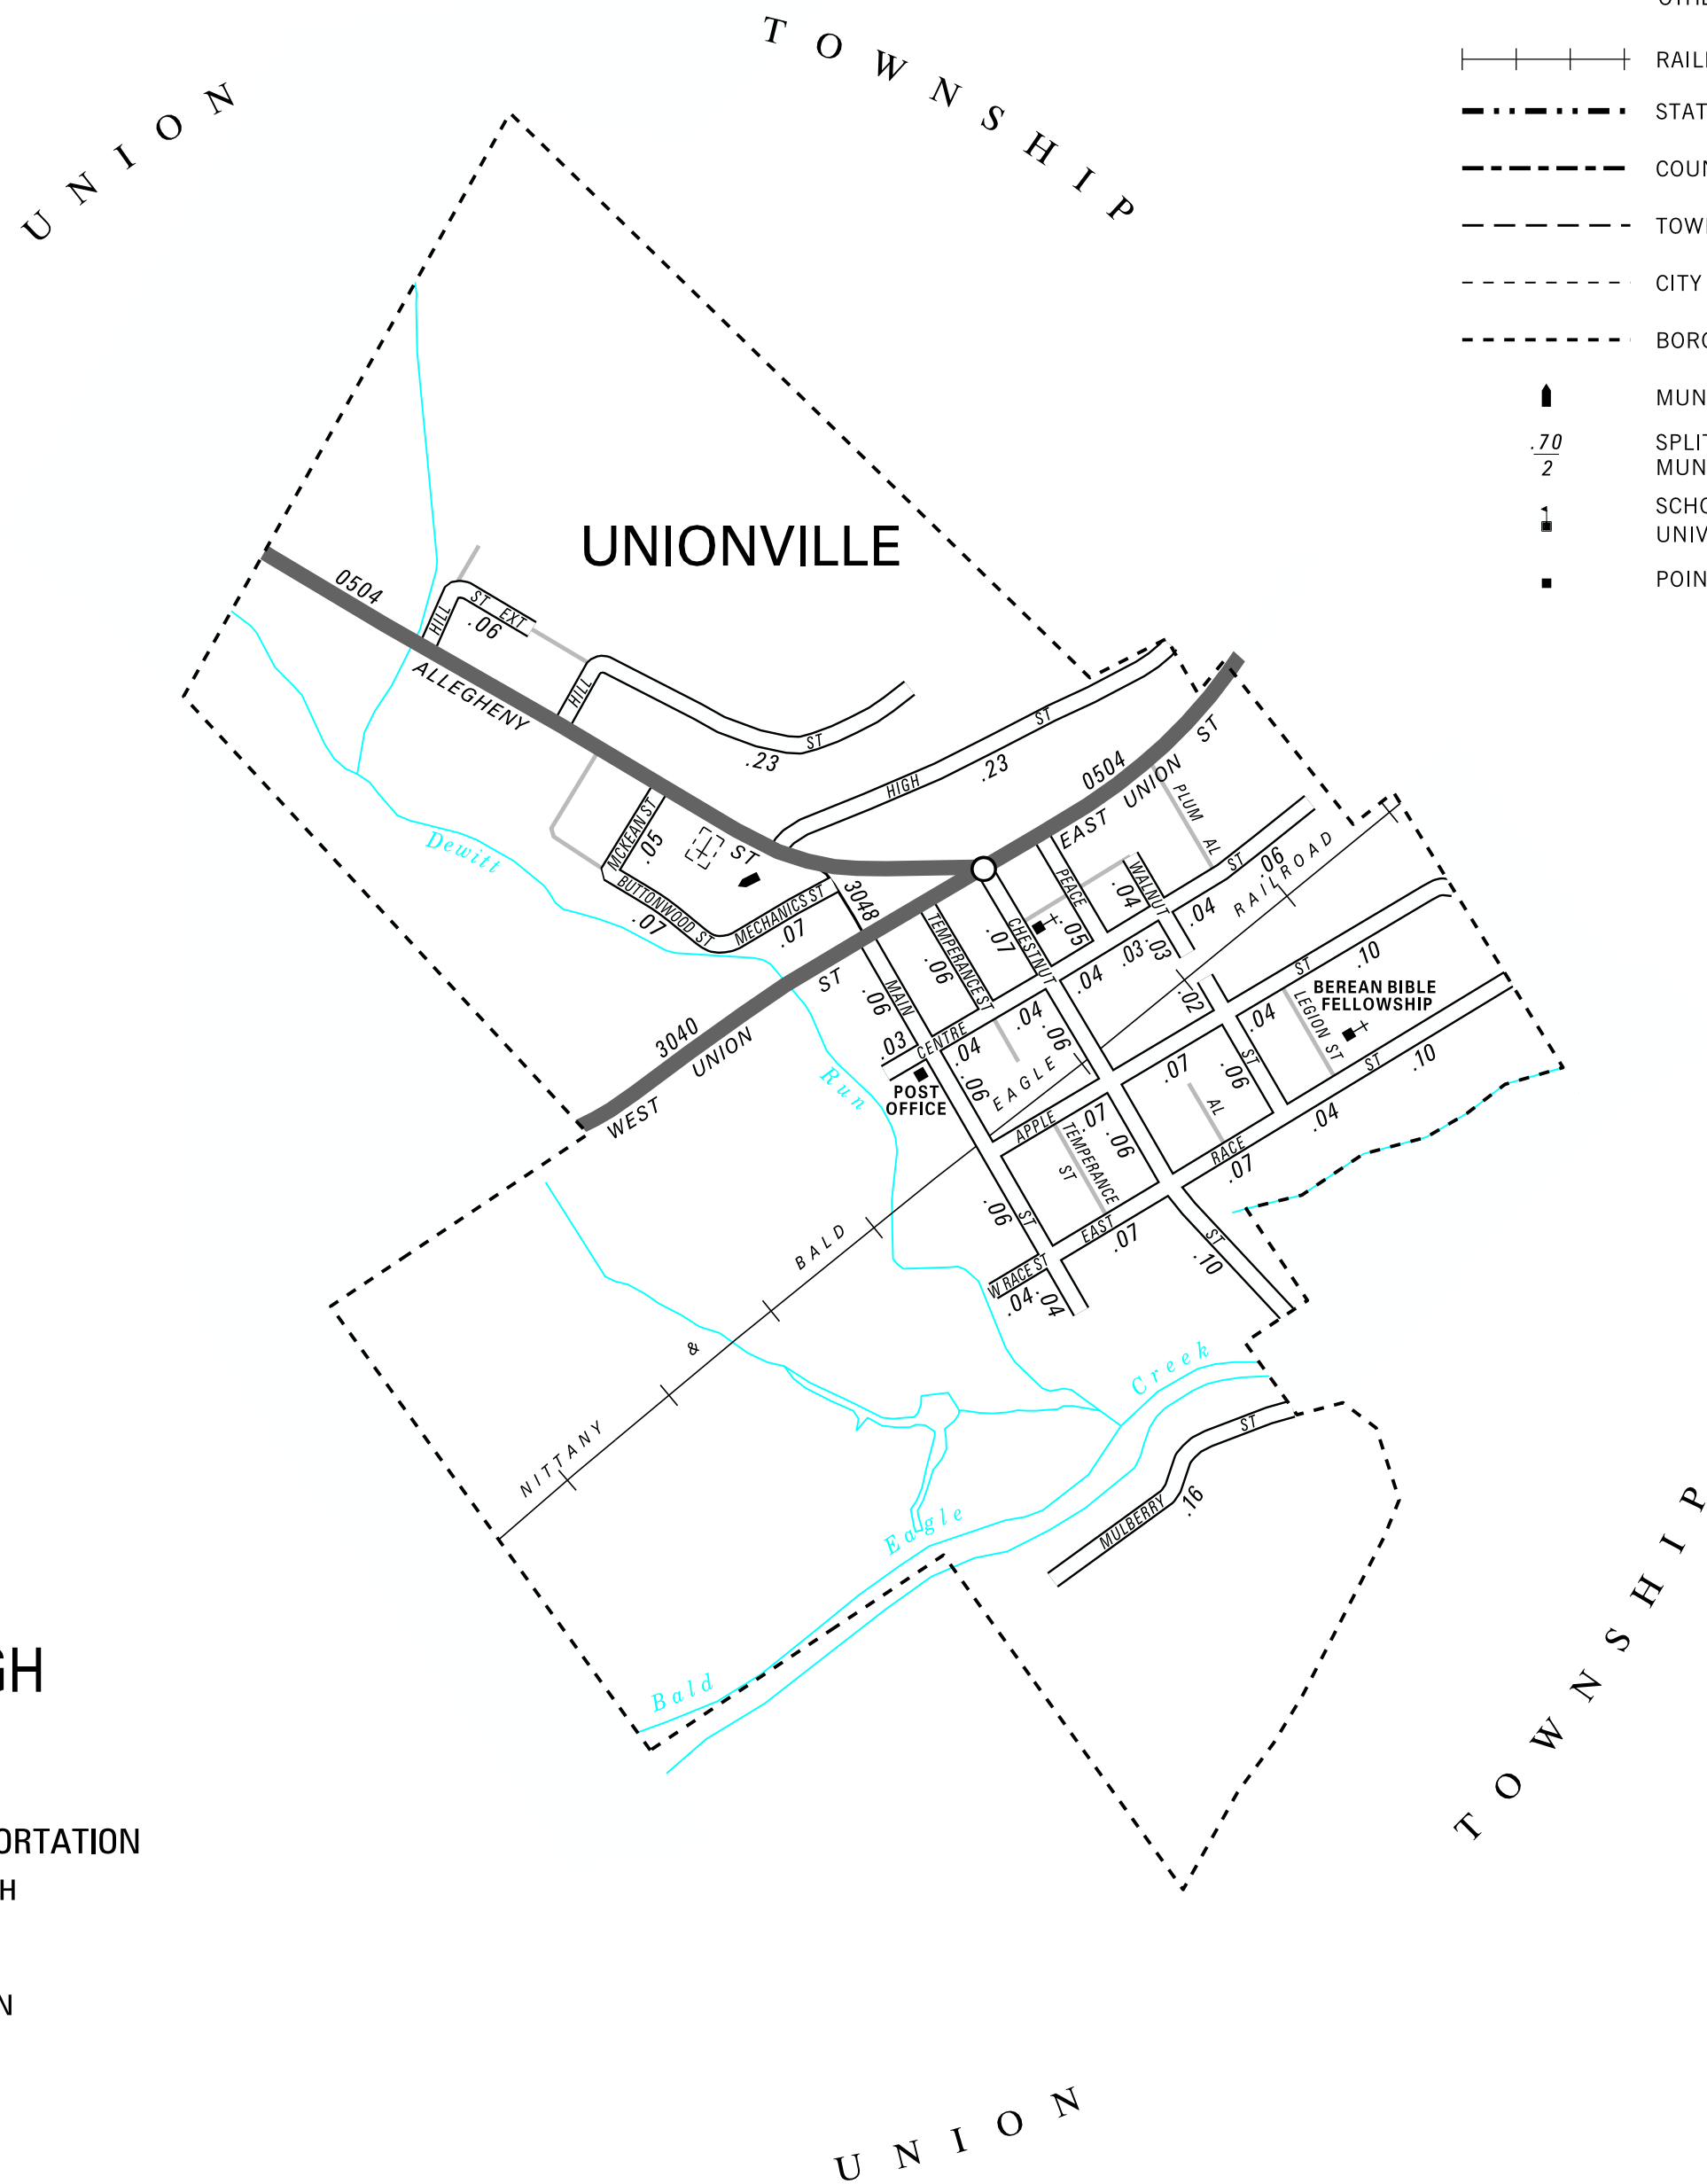 UNION
TOWNSHIP
RAIL
STAT
COUN
TOW
CITY
BORO
MUN
.70
2
SPLIT
MUN
SCHO
UNIV
POIN
UNIONVILLE
0504
HILL
ST EXT
.06
ALLEGHENY
HILL
ST
.23
HIGH
ST
.23
0504
EAST UNION ST
PLUM AL
MCKEAN ST
.05
ST
BUTTONWOOD ST
.07
MECHANICS ST
.07
3048
Dewitt
TEMPERANCE ST
.06
.07
CHESTNUT
PEACE
.05
WALNUT
.04
ST
.06
.04
RAILROAD
.03
.03
.04
.02
MAIN
.06
.03
CENTRE
.04
.04
.06
.06
EAGLE
POST
OFFICE
ST
.10
BEREAN BIBLE
FELLOWSHIP
LEGION ST
.04
ST
.06
.07
AL
ST
.10
.04
3040
WEST UNION ST
Run
APPLE
.07
.06
TEMPERANCE
ST
RACE
.07
.06
ST
EAST
.07
ST
.10
W RACE ST
.04
.04
BALD
&
NITTANY
Creek
Eagle
Bald
ST
MULBERRY
.16
TOWNSHIP
GH
ORTATION
H
N
UNION